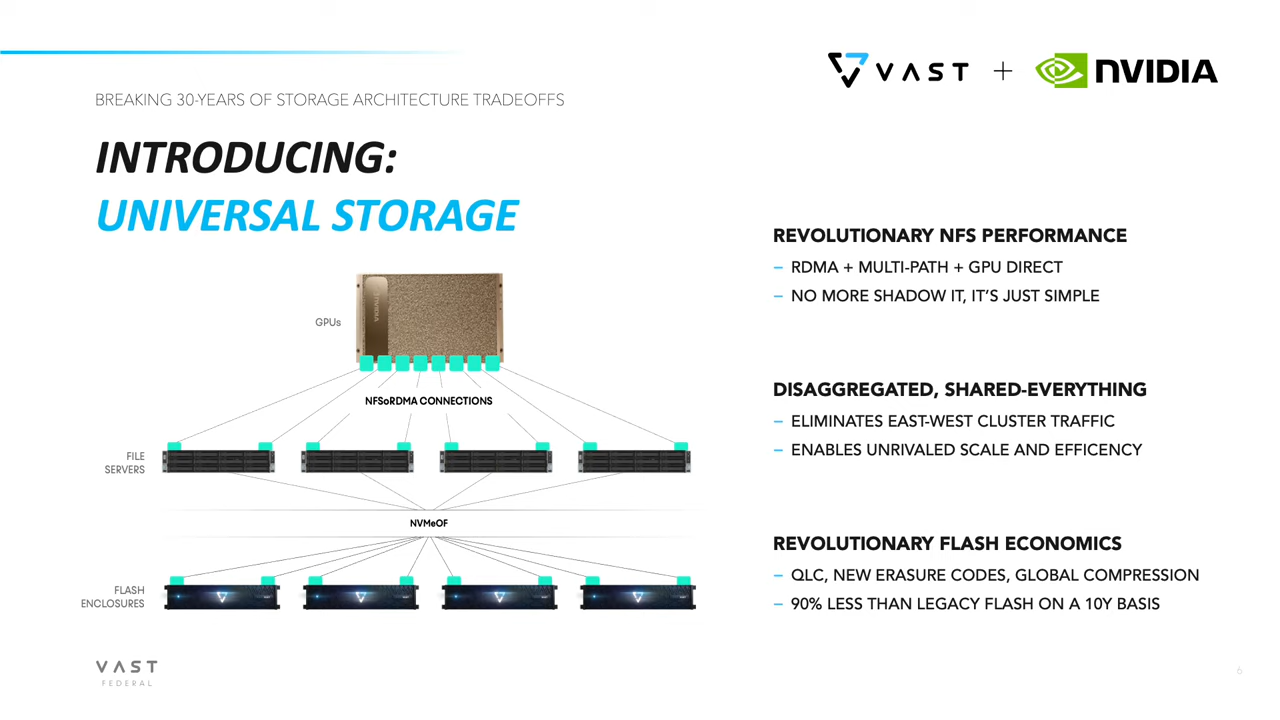 VAST + NVIDIA
BREAKING 30-YEARS OF STORAGE ARCHITECTURE TRADEOFFS
INTRODUCING:
UNIVERSAL STORAGE
GPUs
NVIDIA
NFSoRDMA CONNECTIONS
FILE
SERVERS
NVMeOF
FLASH
ENCLOSURES
REVOLUTIONARY NFS PERFORMANCE
– RDMA + MULTI-PATH + GPU DIRECT
– NO MORE SHADOW IT, IT’S JUST SIMPLE
DISAGGREGATED, SHARED-EVERYTHING
– ELIMINATES EAST-WEST CLUSTER TRAFFIC
– ENABLES UNRIVALED SCALE AND EFFICENCY
REVOLUTIONARY FLASH ECONOMICS
– QLC, NEW ERASURE CODES, GLOBAL COMPRESSION
– 90% LESS THAN LEGACY FLASH ON A 10Y BASIS
VAST
FEDERAL
6